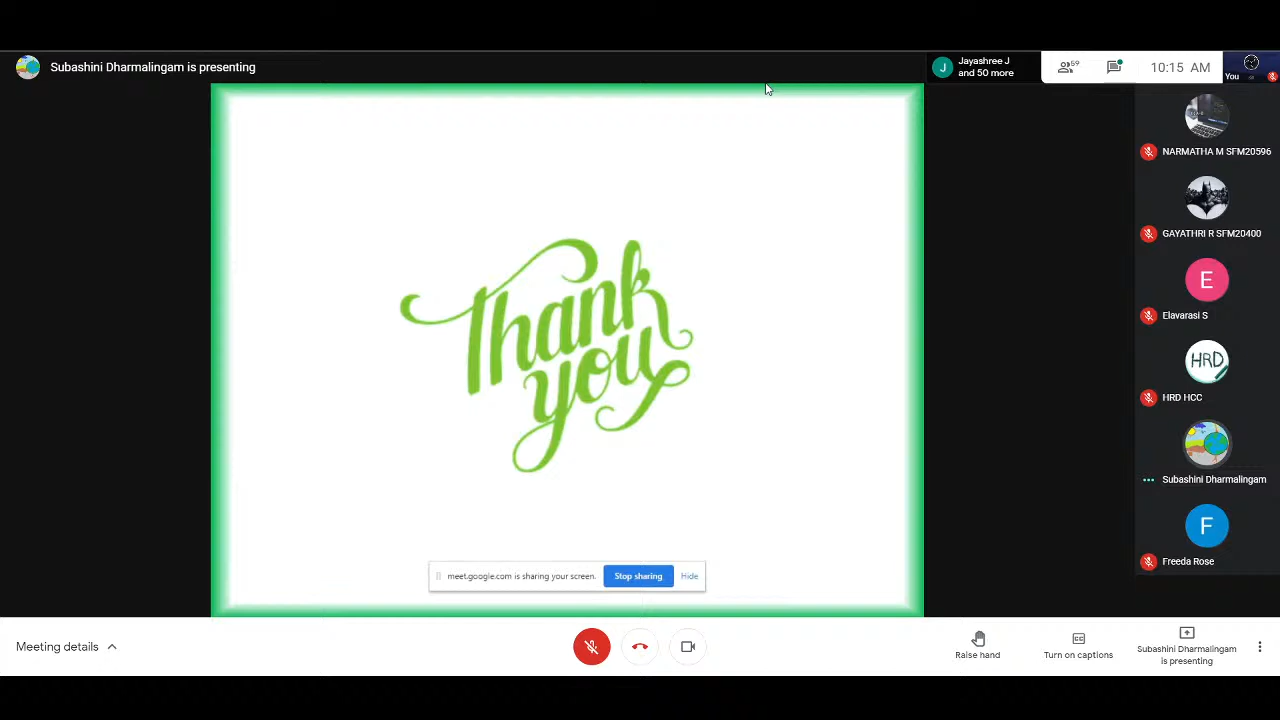 Subashini Dharmalingam is presenting
J
Jayashree J
and 50 more
59
10:15 AM
You
NARMATHA M SFM20596
GAYATHRI R SFM20400
E
Elavarasi S
HRD
HRD HCC
Subashini Dharmalingam
F
Freeda Rose
Thank
you
meet.google.com is sharing your screen.
Stop sharing
Hide
Meeting details
Raise hand
CC
Turn on captions
Subashini Dharmalingam
is presenting